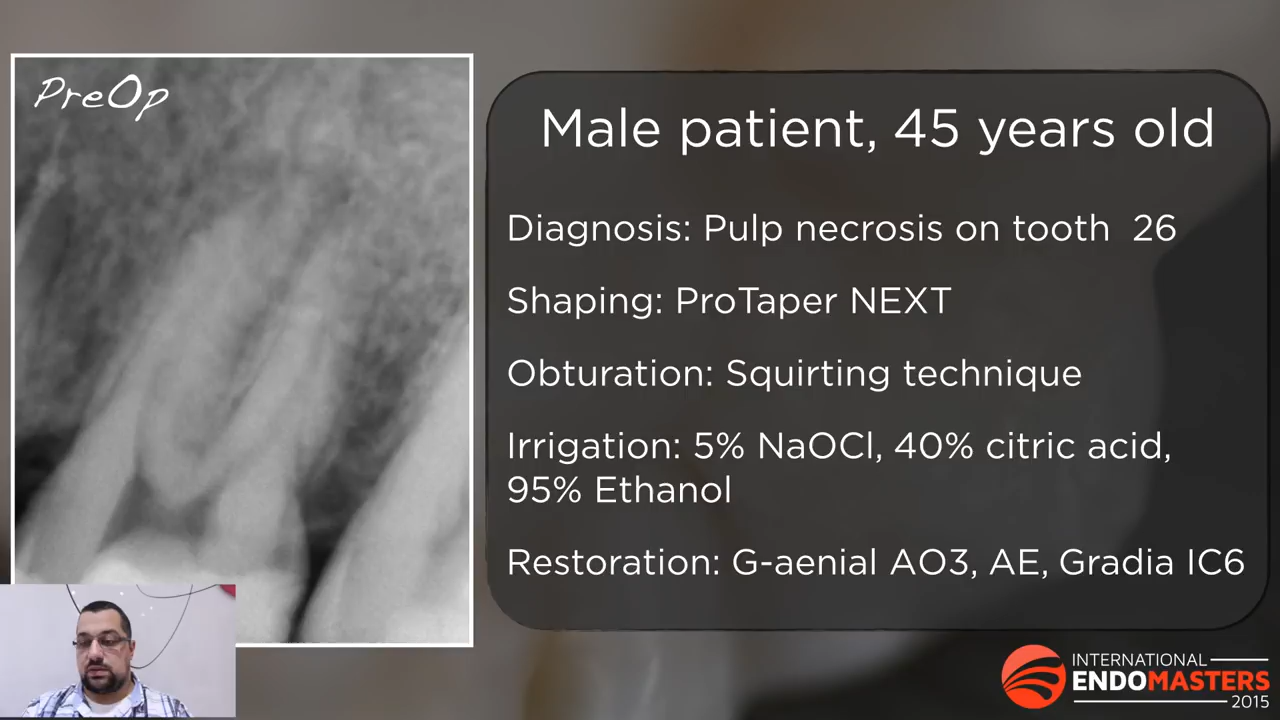 PreOp
Male patient, 45 years old
Diagnosis: Pulp necrosis on tooth 26
Shaping: ProTaper NEXT
Obturation: Squirting technique
Irrigation: 5% NaOCl, 40% citric acid,
95% Ethanol
Restoration: G-aenial AO3, AE, Gradia IC6
INTERNATIONAL
ENDOMASTERS
2015